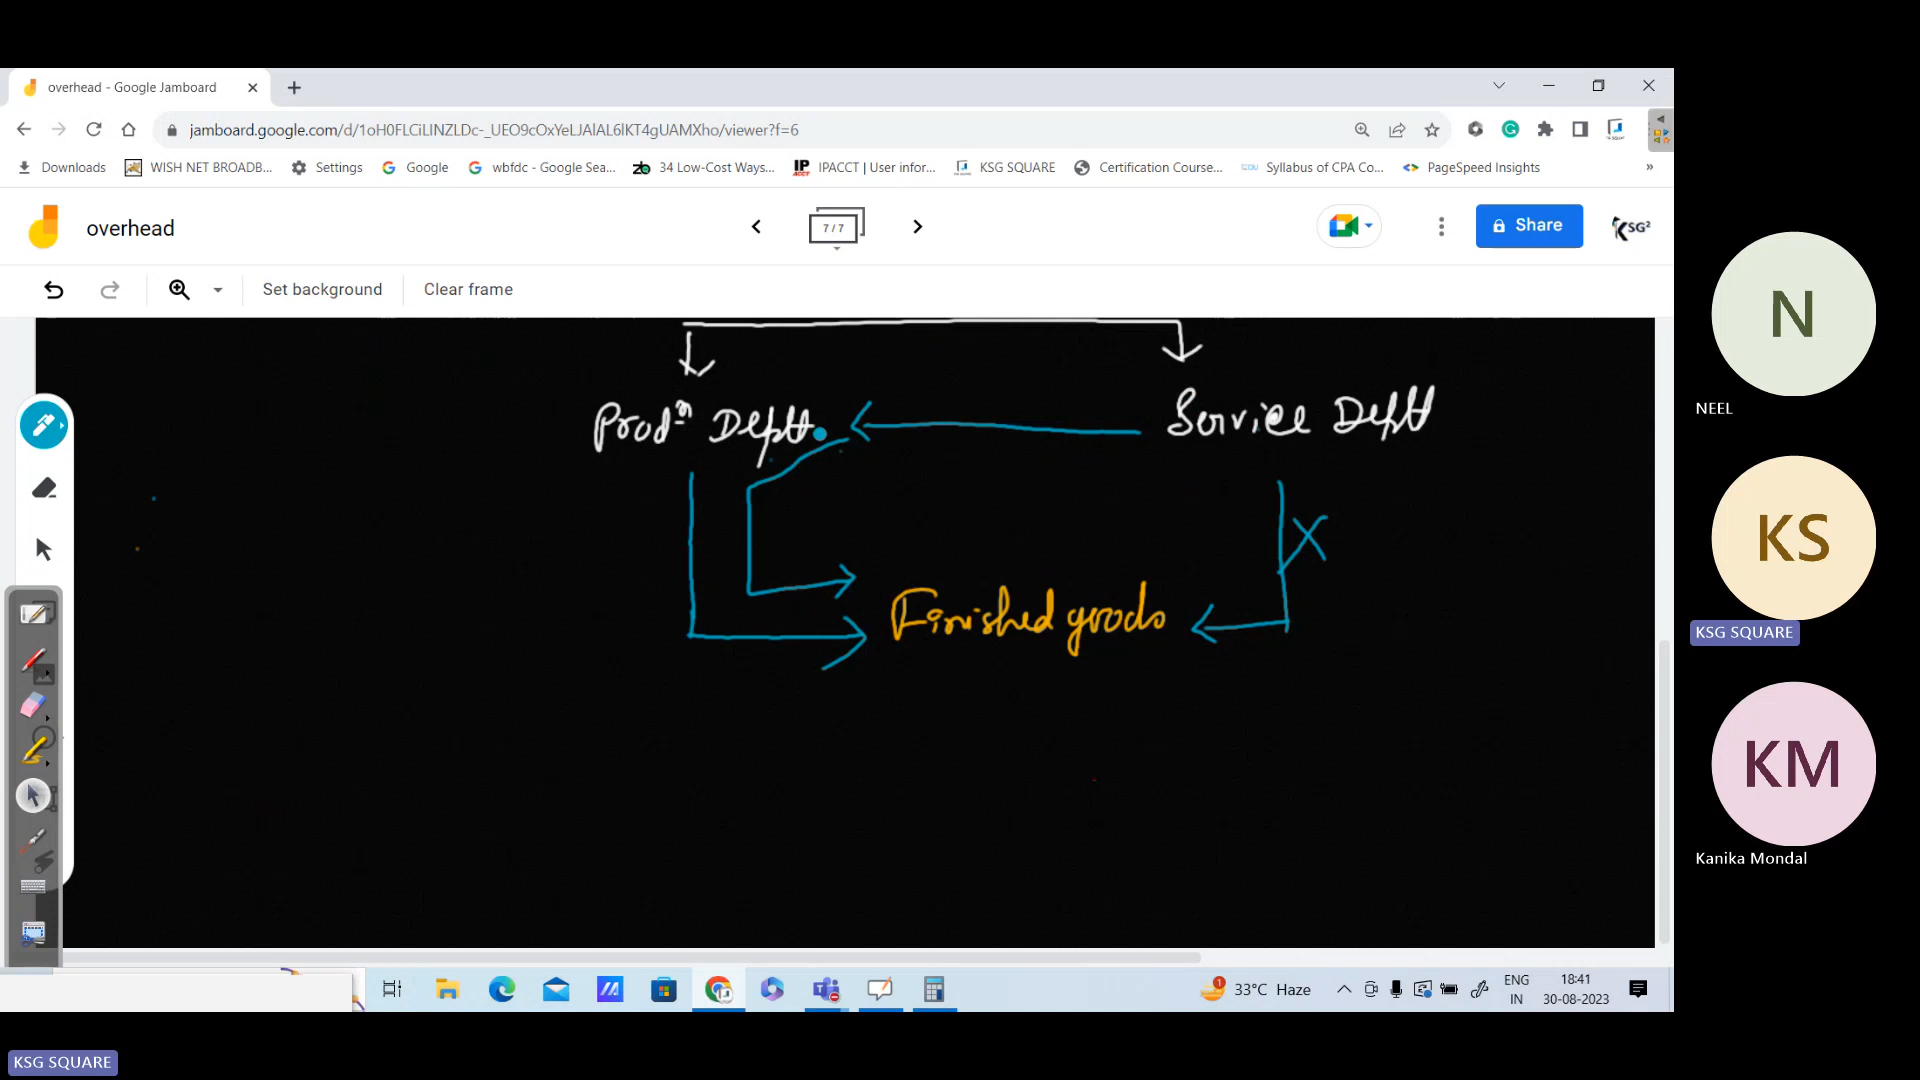 overhead - Google Jamboard
jamboard.google.com/d/1oH0FLCiLINZLDc-_UEO9cOxYeLJAlAL6lKT4gUAMXho/viewer?f=6
Downloads WISH NET BROADB... Settings Google wbfdc - Google Sea... 34 Low-Cost Ways... IPACCT | User infor... KSG SQUARE Certification Course... Syllabus of CPA Co... PageSpeed Insights »
overhead
7 / 7
Share
KSG²
Set background Clear frame
Prodⁿ Deptt. Service Deptt
X
Finished goods
N
NEEL
KS
KSG SQUARE
KM
Kanika Mondal
33°C Haze
ENG
IN
18:41
30-08-2023
KSG SQUARE